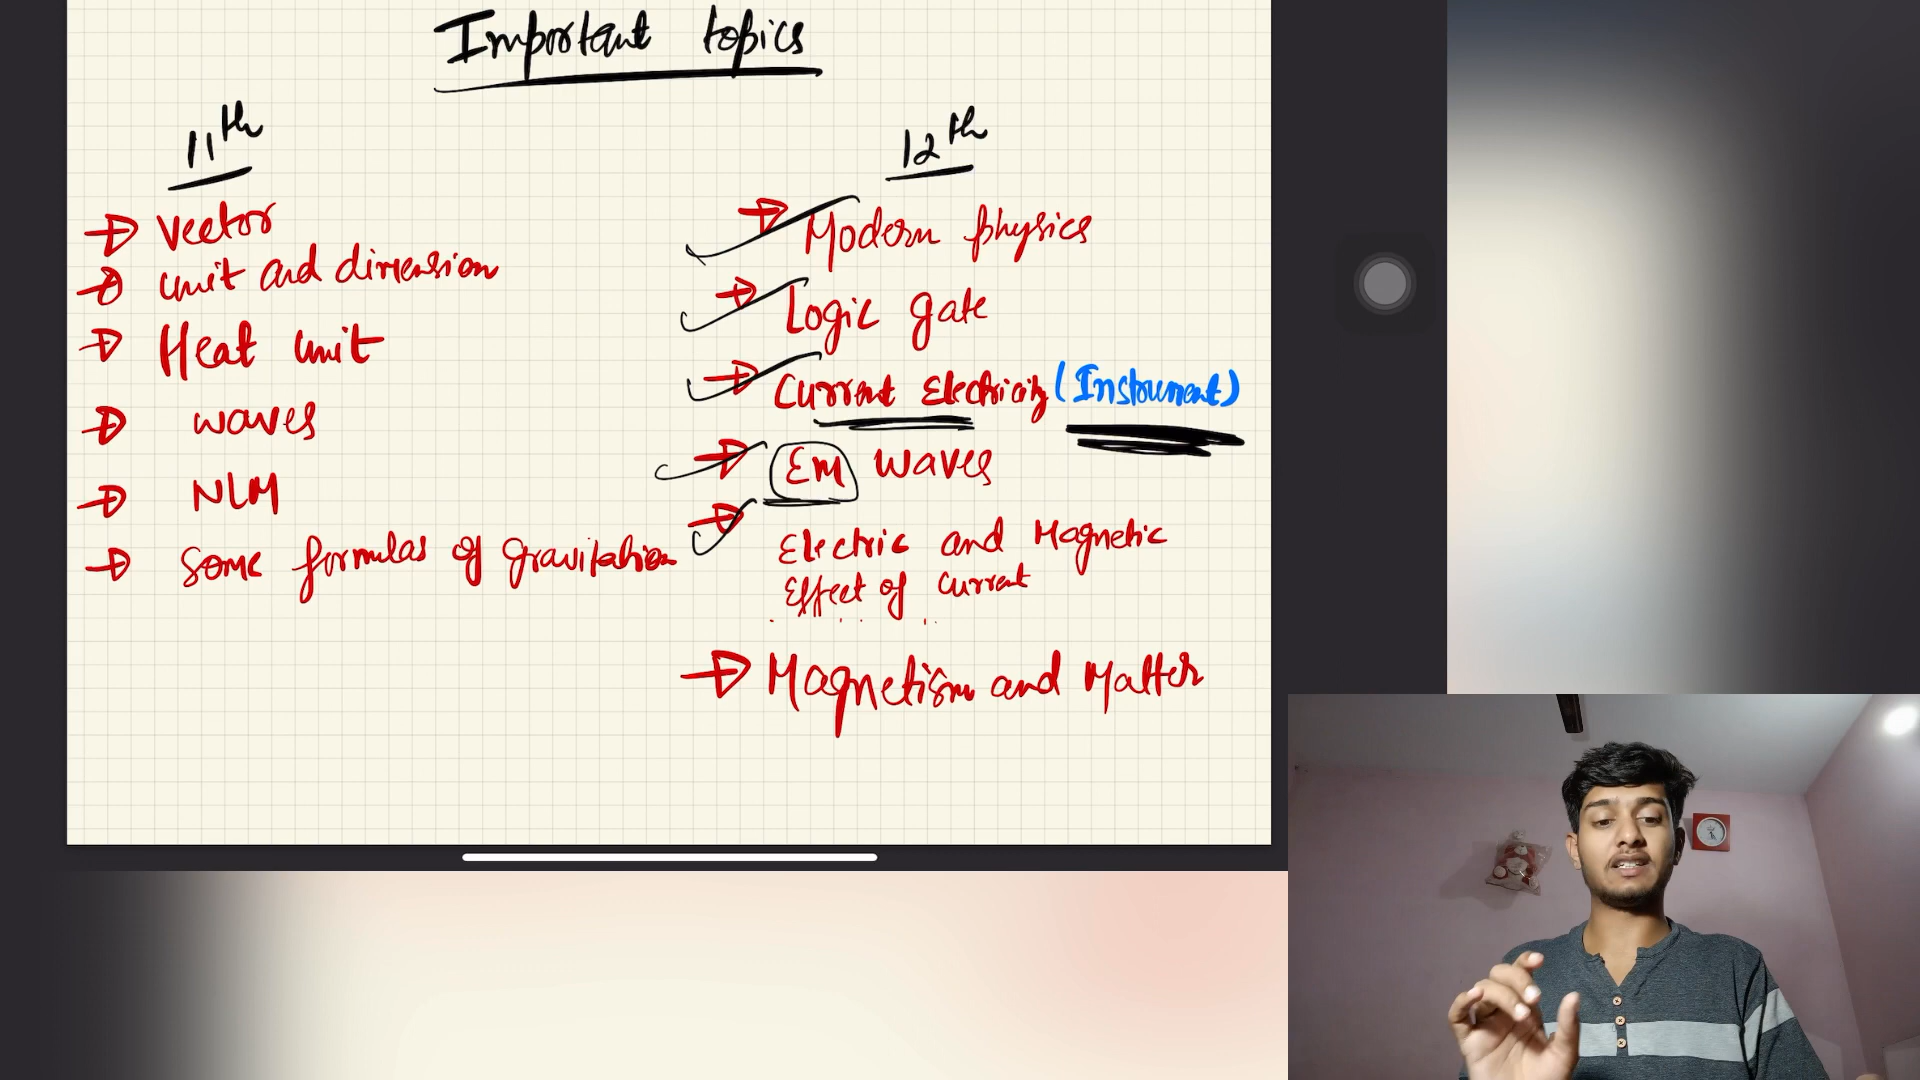 Important topics
11th
→ Vector
→ Unit and dimension
→ Heat unit
→ waves
→ NLM
→ Some formulas of gravitation
12th
→ Modern physics
→ Logic gate
→ Current Electricity (Instrument)
→ Em waves
→ Electric and Magnetic
Effect of current
→ Magnetism and Matter